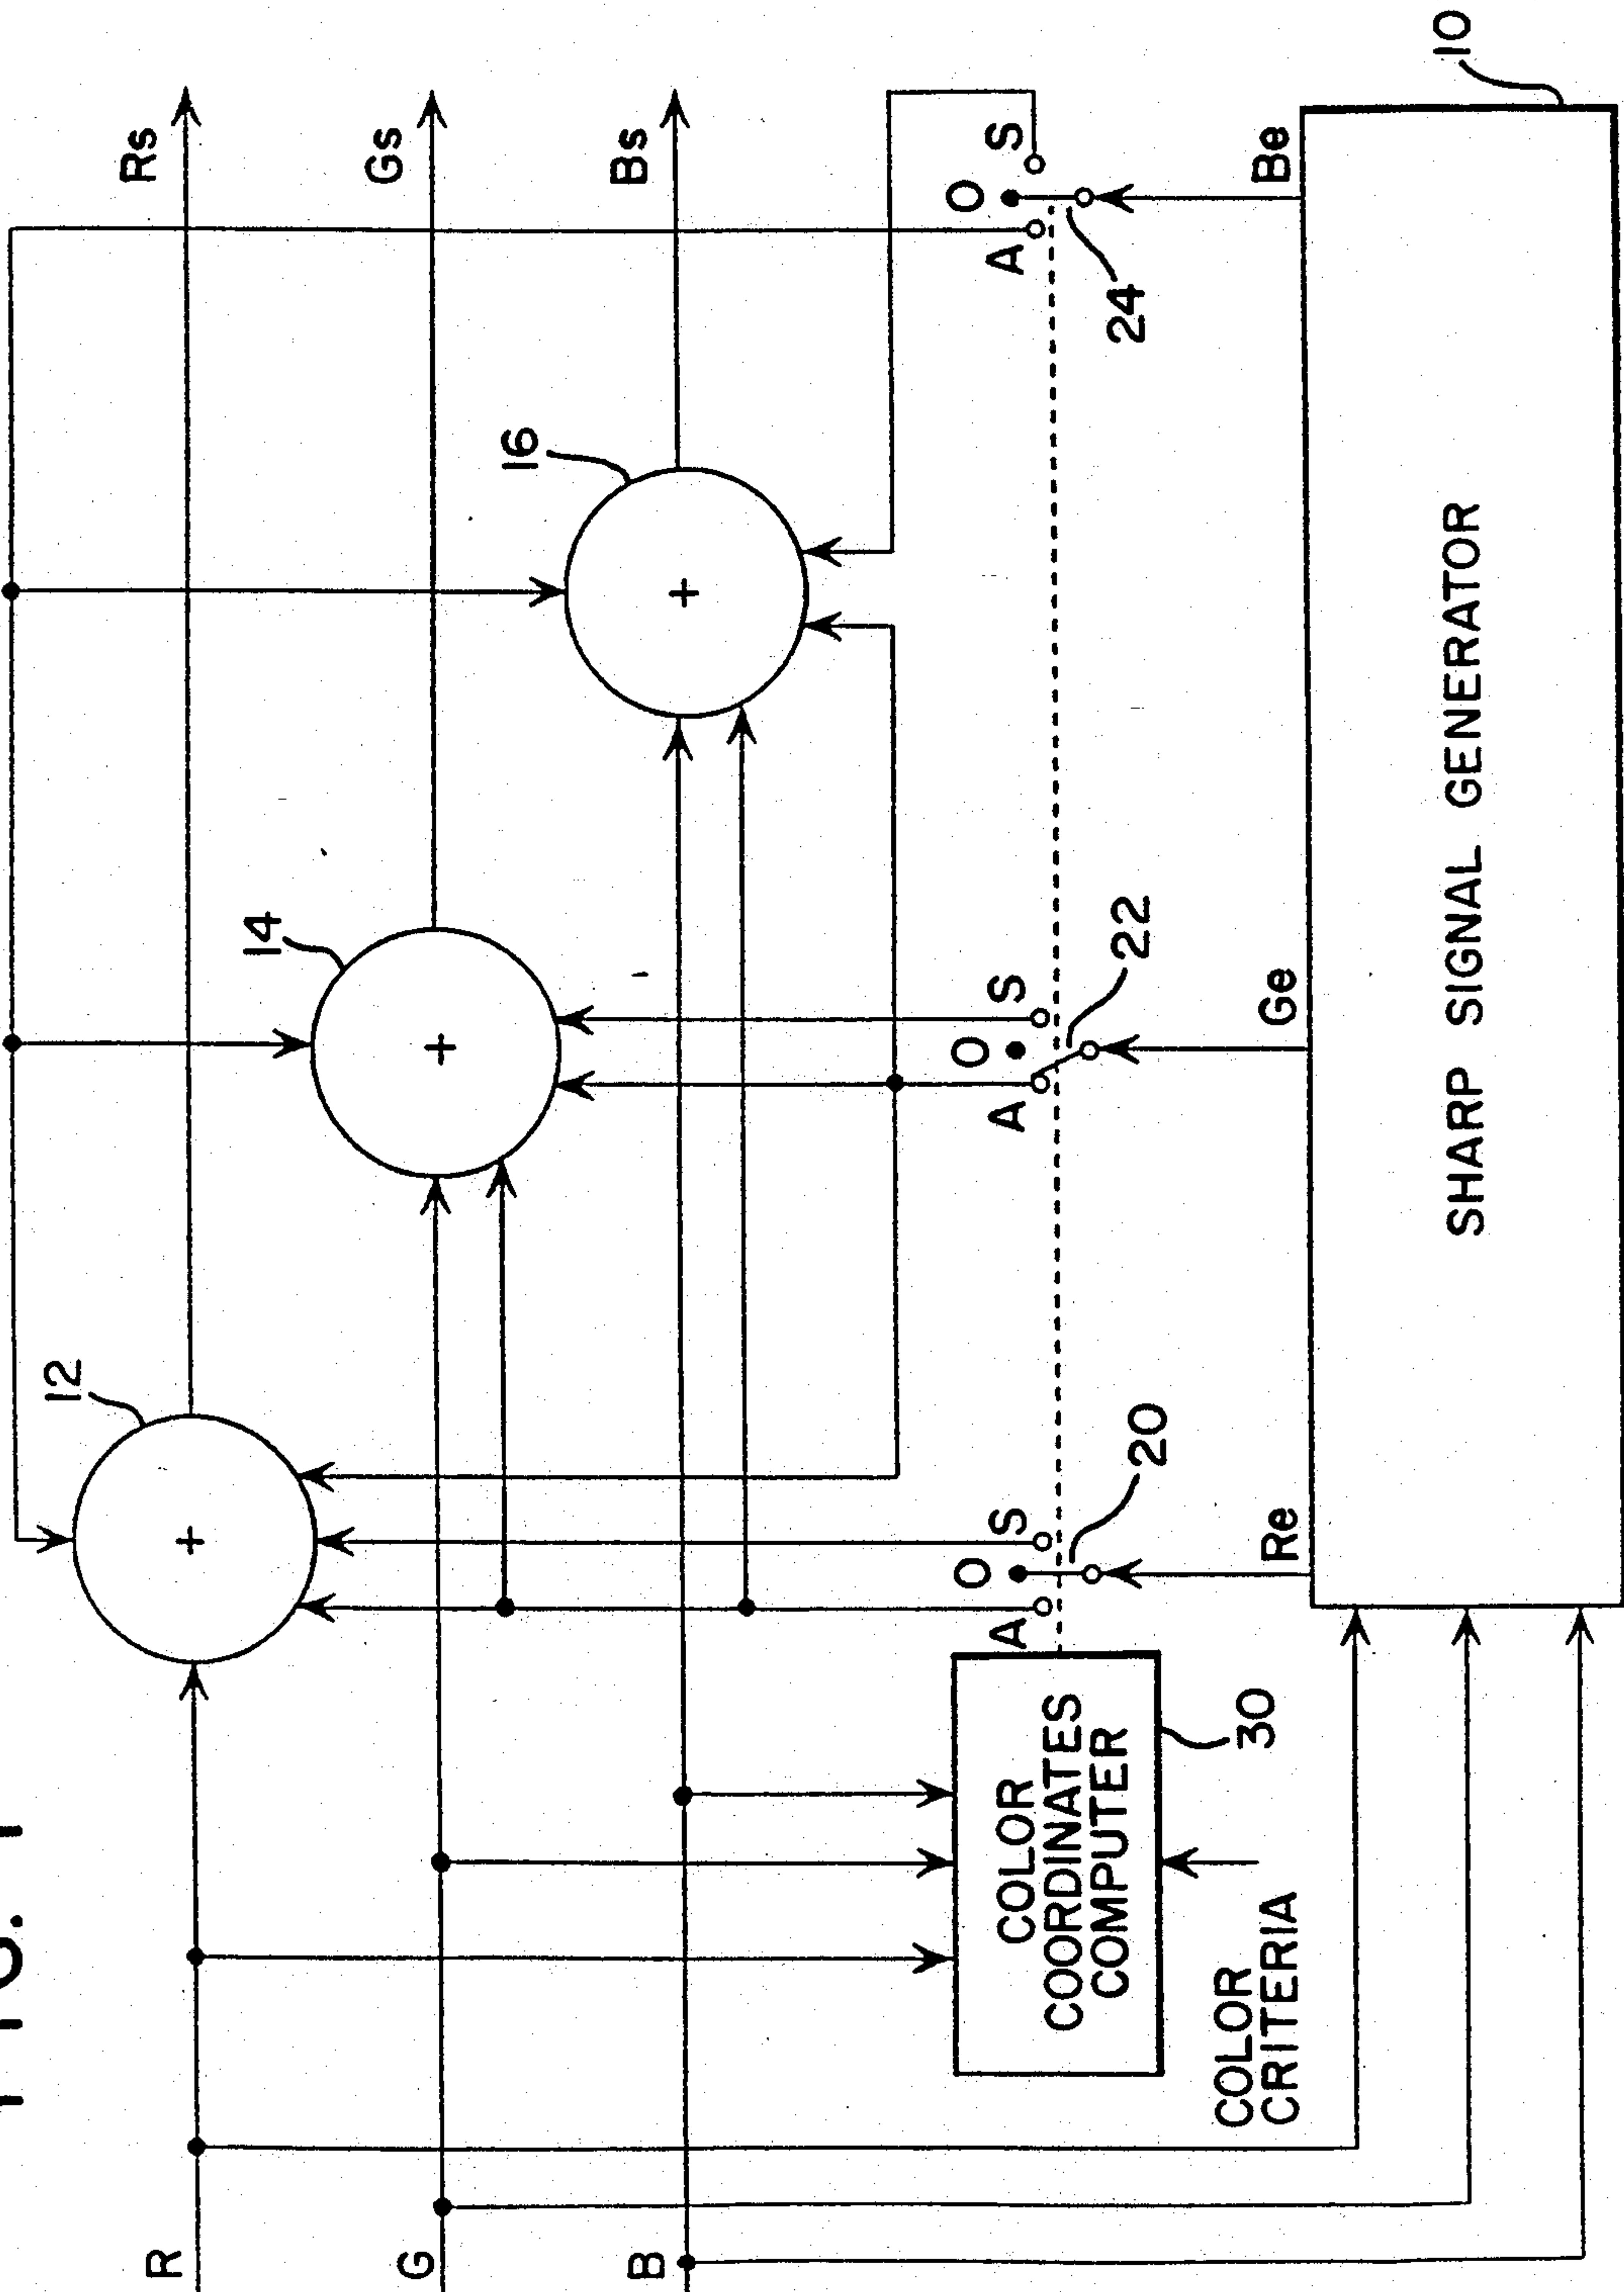 FIG. 1
R
G
B
12
14
16
Rs
Gs
Bs
+
+
+
A O S
20
A O S
22
A O S
24
COLOR
COORDINATES
COMPUTER
30
COLOR
CRITERIA
Re
Ge
Be
SHARP SIGNAL GENERATOR
10